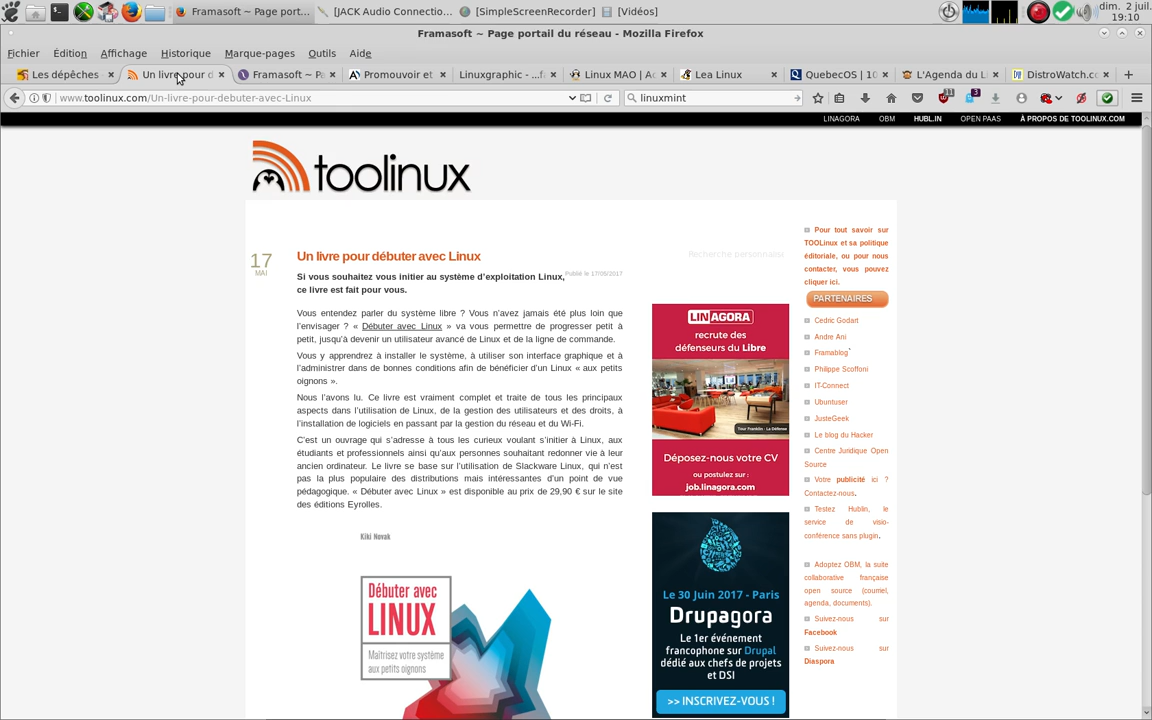 Framasoft ~ Page port...
[JACK Audio Connectio...
[SimpleScreenRecorder]
[Vidéos]
dim. 2 juil.
19:10
Framasoft ~ Page portail du réseau - Mozilla Firefox
Fichier Édition Affichage Historique Marque-pages Outils Aide
Les dépêches
Un livre pour d
Framasoft ~ Pa
Promouvoir et
Linuxgraphic - ...f
Linux MAO | Ac
Lea Linux
QuebecOS | 10
L'Agenda du Li
DistroWatch.co
www.toolinux.com/Un-livre-pour-debuter-avec-Linux
linuxmint
11
3
LINAGORA OBM HUBL.IN OPEN PAAS À PROPOS DE TOOLINUX.COM
toolinux
17
MAI
Un livre pour débuter avec Linux
Publié le 17/05/2017
Si vous souhaitez vous initier au système d'exploitation Linux,
ce livre est fait pour vous.
Vous entendez parler du système libre ? Vous n'avez jamais été plus loin que
l'envisager ? « Débuter avec Linux » va vous permettre de progresser petit à
petit, jusqu'à devenir un utilisateur avancé de Linux et de la ligne de commande.
Vous y apprendrez à installer le système, à utiliser son interface graphique et à
l'administrer dans de bonnes conditions afin de bénéficier d'un Linux « aux petits
oignons ».
Nous l'avons lu. Ce livre est vraiment complet et traite de tous les principaux
aspects dans l'utilisation de Linux, de la gestion des utilisateurs et des droits, à
l'installation de logiciels en passant par la gestion du réseau et du Wi-Fi.
C'est un ouvrage qui s'adresse à tous les curieux voulant s'initier à Linux, aux
étudiants et professionnels ainsi qu'aux personnes souhaitant redonner vie à leur
ancien ordinateur. Le livre se base sur l'utilisation de Slackware Linux, qui n'est
pas la plus populaire des distributions mais intéressantes d'un point de vue
pédagogique. « Débuter avec Linux » est disponible au prix de 29,90 € sur le site
des éditions Eyrolles.
Kiki Novak
Débuter avec
LINUX
Maîtrisez votre système
aux petits oignons
Recherche personnalisé
LINAGORA
recrute des
défenseurs du Libre
Tour Franklin - La Défense
Déposez-nous votre CV
ou postulez sur :
job.linagora.com
Le 30 Juin 2017 - Paris
Drupagora
Le 1er événement
francophone sur Drupal
dédié aux chefs de projets
et DSI
>> INSCRIVEZ-VOUS !
Pour tout savoir sur
TOOLinux et sa politique
éditoriale, ou pour nous
contacter, vous pouvez
cliquer ici.
PARTENAIRES
Cedric Godart
Andre Ani
Framablog
Philippe Scoffoni
IT-Connect
Ubuntuser
JusteGeek
Le blog du Hacker
Centre Juridique Open
Source
Votre publicité ici ?
Contactez-nous.
Testez Hublin, le
service de visio-
conférence sans plugin.
Adoptez OBM, la suite
collaborative française
open source (courriel,
agenda, documents).
Suivez-nous sur
Facebook
Suivez-nous sur
Diaspora